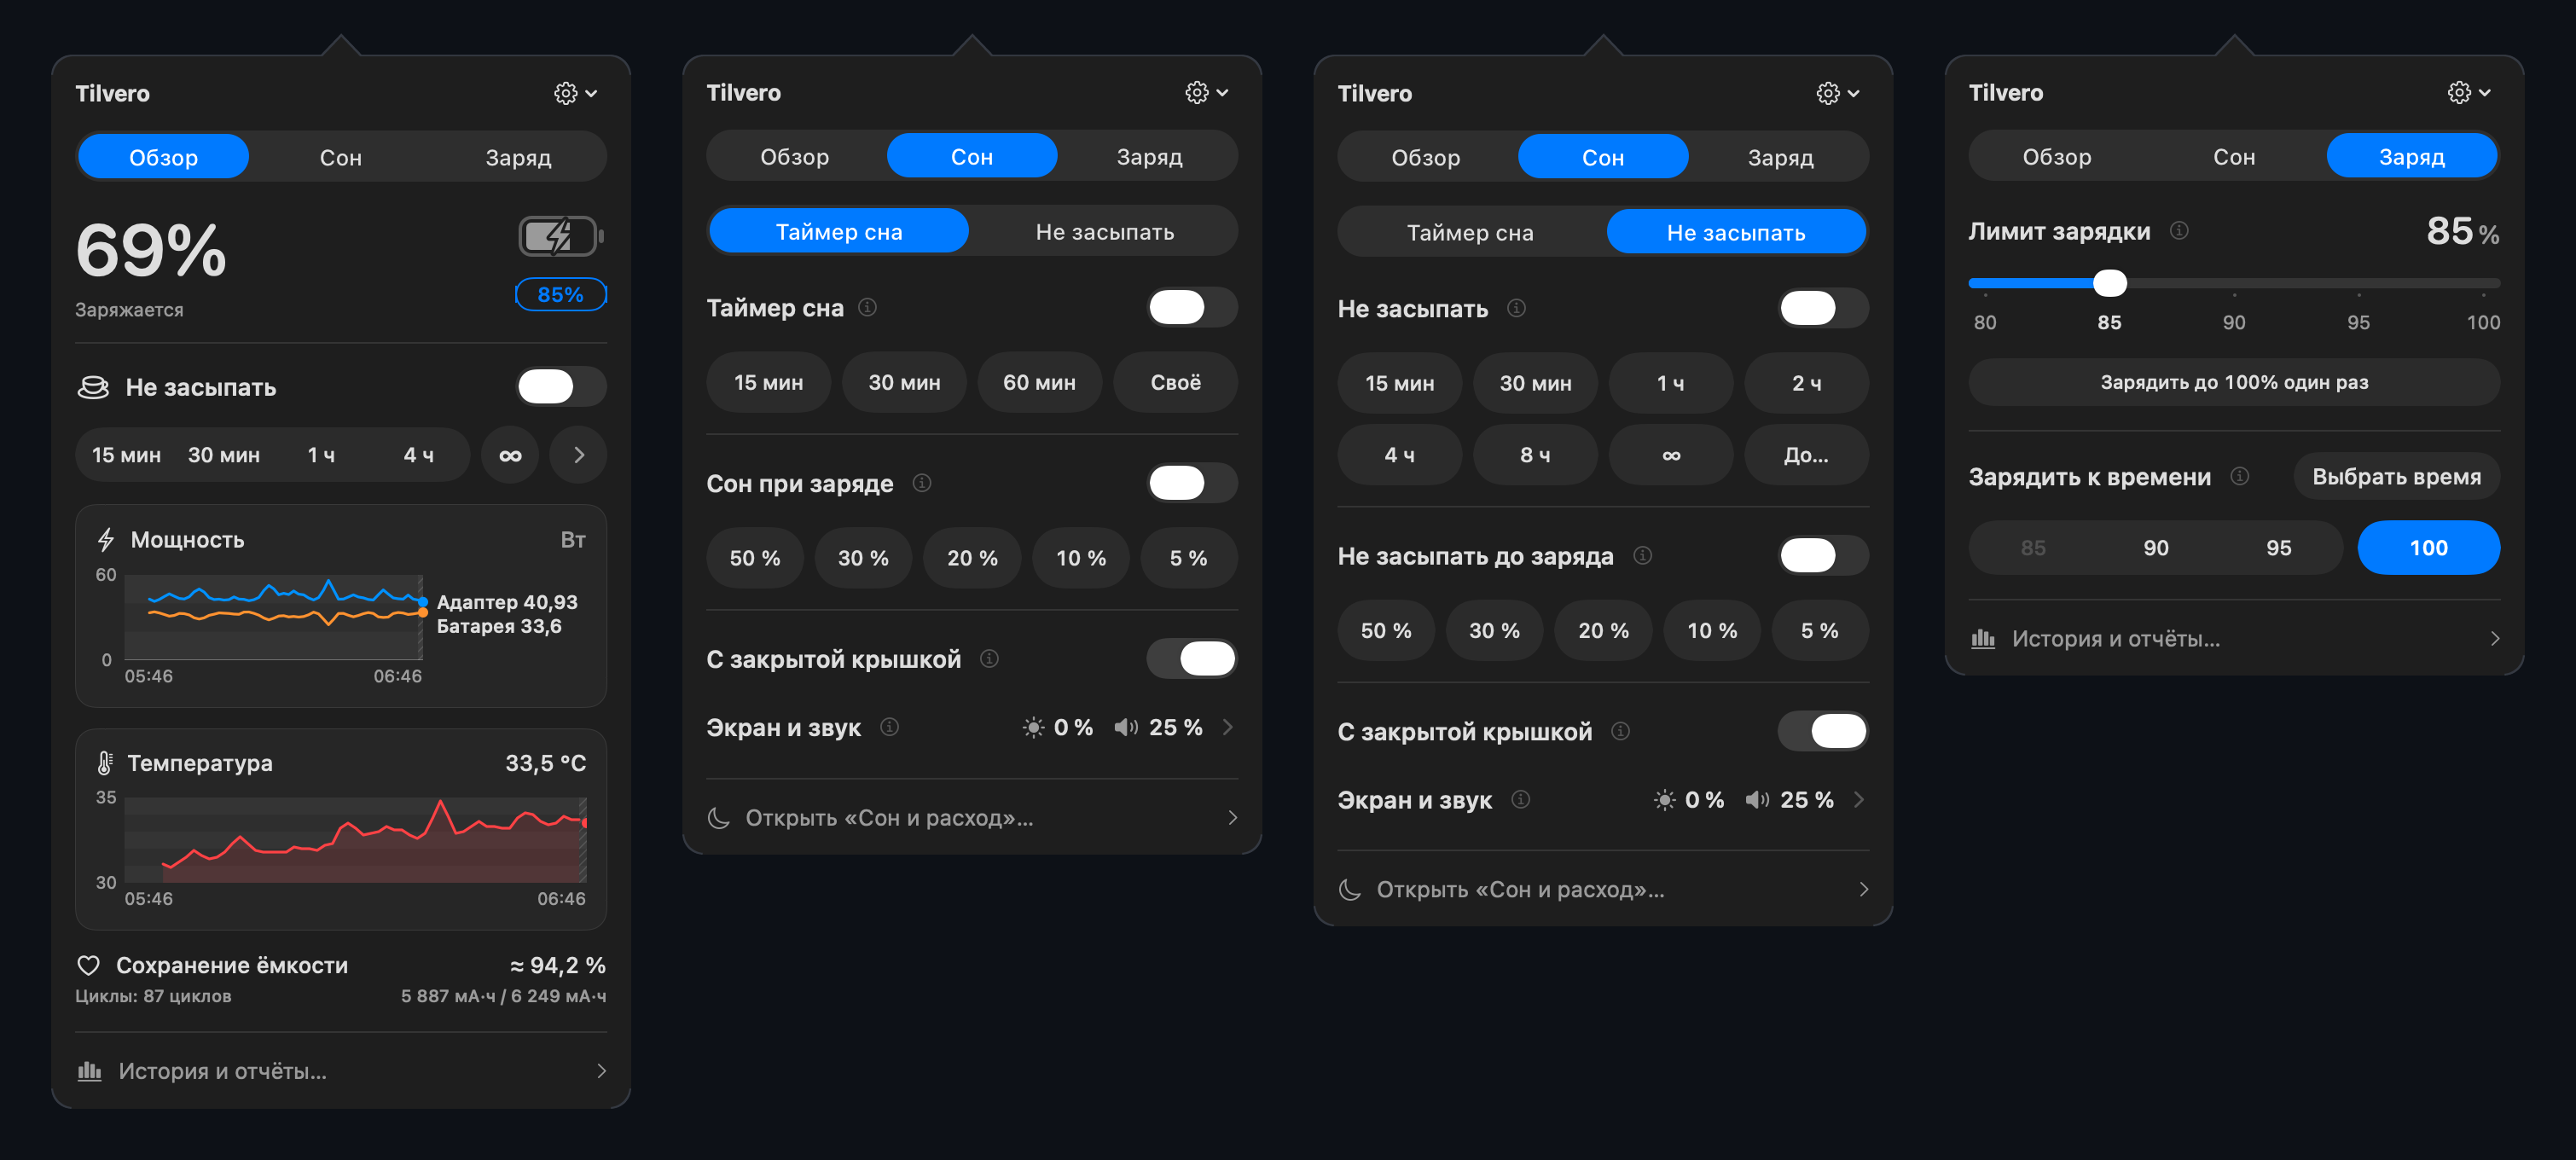 Tilvero
Обзор Сон Заряд
69%
85%
Заряжается
Не засыпать
15 мин 30 мин 1 ч 4 ч ∞
Мощность Вт
60
Адаптер 40,93
Батарея 33,6
0
05:46 06:46
Температура 33,5 °C
35
30
05:46 06:46
Сохранение ёмкости ≈ 94,2 %
Циклы: 87 циклов 5 887 мА·ч / 6 249 мА·ч
История и отчёты...
Tilvero
Обзор Сон Заряд
Таймер сна Не засыпать
Таймер сна
15 мин 30 мин 60 мин Своё
Сон при заряде
50 % 30 % 20 % 10 % 5 %
С закрытой крышкой
Экран и звук 0 % 25 %
Открыть «Сон и расход»...
Tilvero
Обзор Сон Заряд
Таймер сна Не засыпать
Не засыпать
15 мин 30 мин 1 ч 2 ч
4 ч 8 ч ∞ До...
Не засыпать до заряда
50 % 30 % 20 % 10 % 5 %
С закрытой крышкой
Экран и звук 0 % 25 %
Открыть «Сон и расход»...
Tilvero
Обзор Сон Заряд
Лимит зарядки 85 %
80 85 90 95 100
Зарядить до 100% один раз
Зарядить к времени Выбрать время
85 90 95 100
История и отчёты...